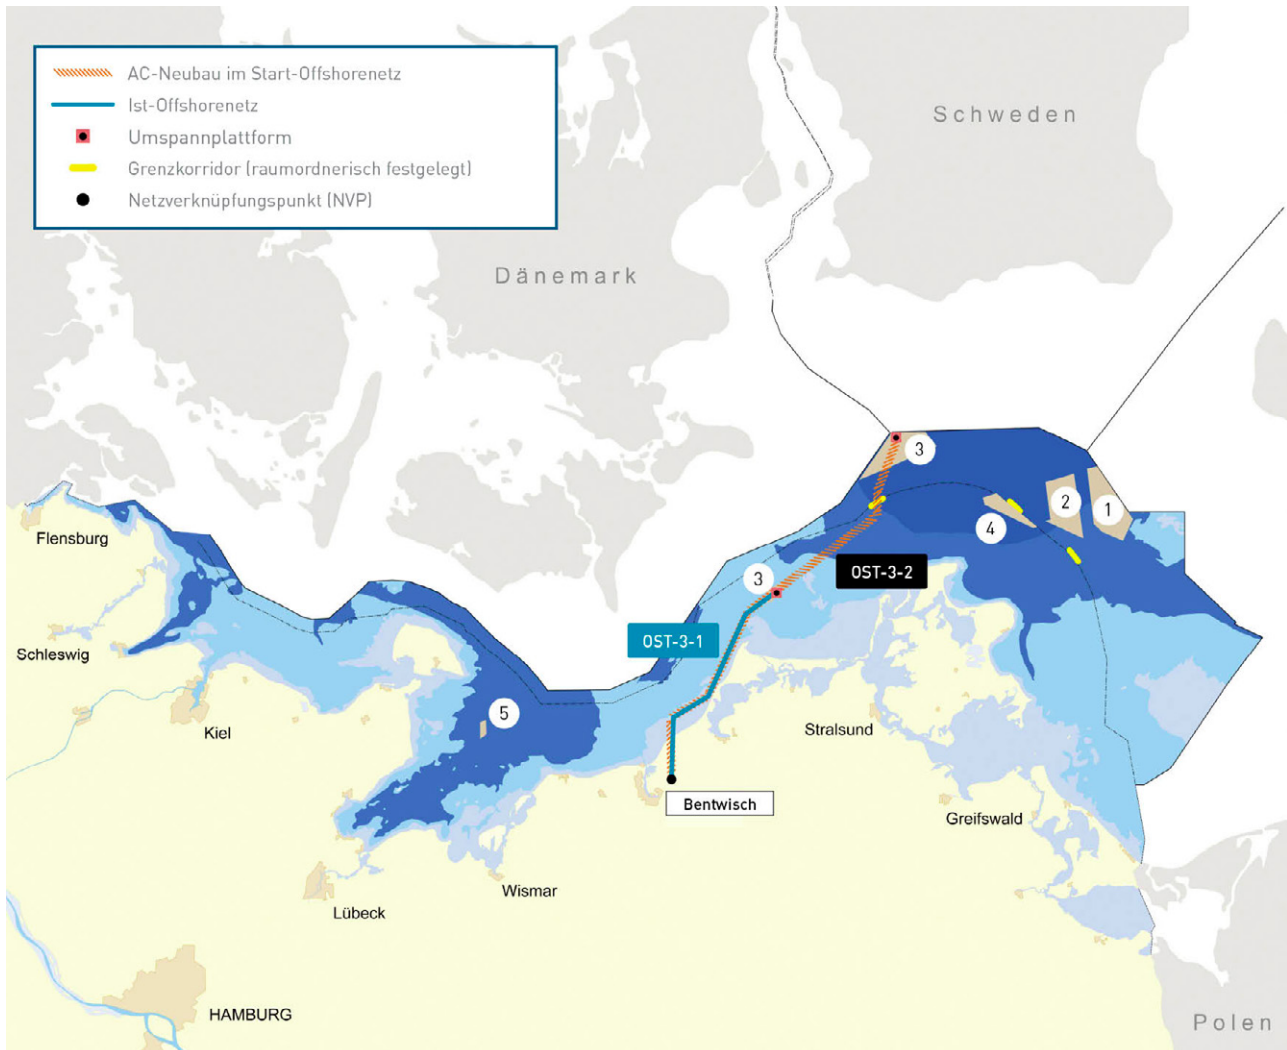 AC-Neubau im Start-Offshorenetz
Ist-Offshorenetz
Umspannplattform
Grenzkorridor (raumordnerisch festgelegt)
Netzverknüpfungspunkt (NVP)
Schweden
Dänemark
3
2
1
4
Flensburg
3
OST-3-2
OST-3-1
Schleswig
5
Kiel
Stralsund
Bentwisch
Greifswald
Wismar
Lübeck
HAMBURG
Polen